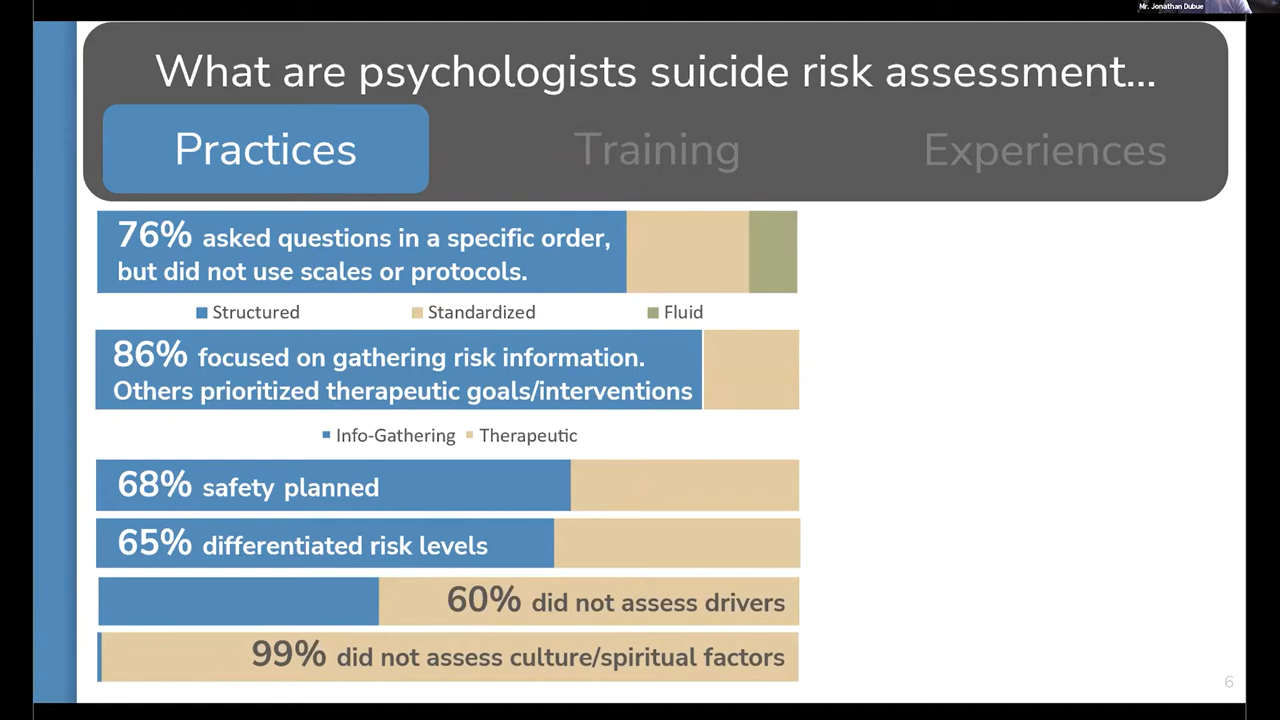 Mr. Jonathan Dubue
What are psychologists suicide risk assessment...
Practices
Training
Experiences
76% asked questions in a specific order,
but did not use scales or protocols.
Structured
Standardized
Fluid
86% focused on gathering risk information.
Others prioritized therapeutic goals/interventions
Info-Gathering
Therapeutic
68% safety planned
65% differentiated risk levels
60% did not assess drivers
99% did not assess culture/spiritual factors
6